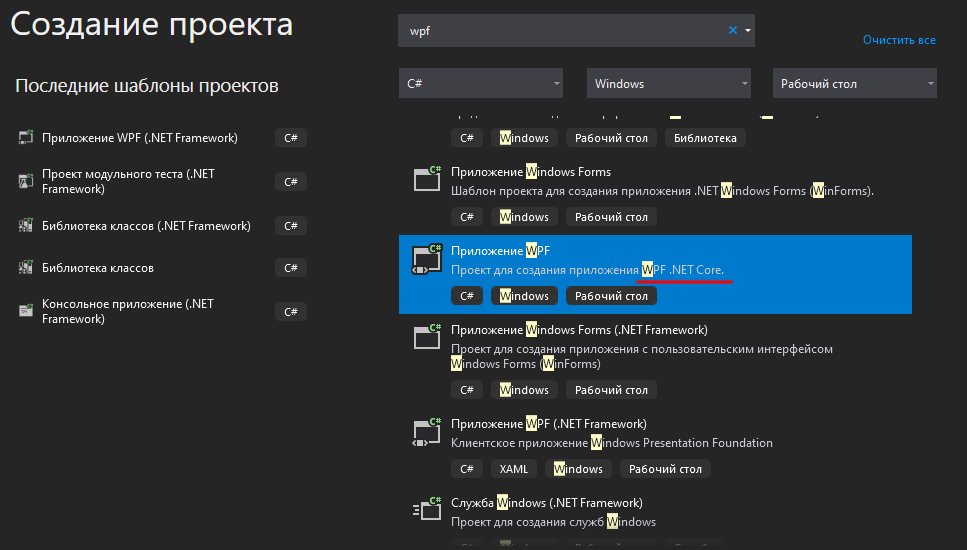 Создание проекта
wpf
Очистить все
Последние шаблоны проектов
C#
Windows
Рабочий стол
Приложение WPF (.NET Framework)
C#
Проект модульного теста (.NET
Framework)
C#
Библиотека классов (.NET Framework)
C#
Библиотека классов
C#
Консольное приложение (.NET
Framework)
C#
C#
Windows
Рабочий стол
Библиотека
Приложение Windows Forms
Шаблон проекта для создания приложения .NET Windows Forms (WinForms).
C#
Windows
Рабочий стол
Приложение WPF
Проект для создания приложения WPF .NET Core.
C#
Windows
Рабочий стол
Приложение Windows Forms (.NET Framework)
Проект для создания приложения с пользовательским интерфейсом
Windows Forms (WinForms)
C#
Windows
Рабочий стол
Приложение WPF (.NET Framework)
Клиентское приложение Windows Presentation Foundation
C#
XAML
Windows
Рабочий стол
Служба Windows (.NET Framework)
Проект для создания служб Windows